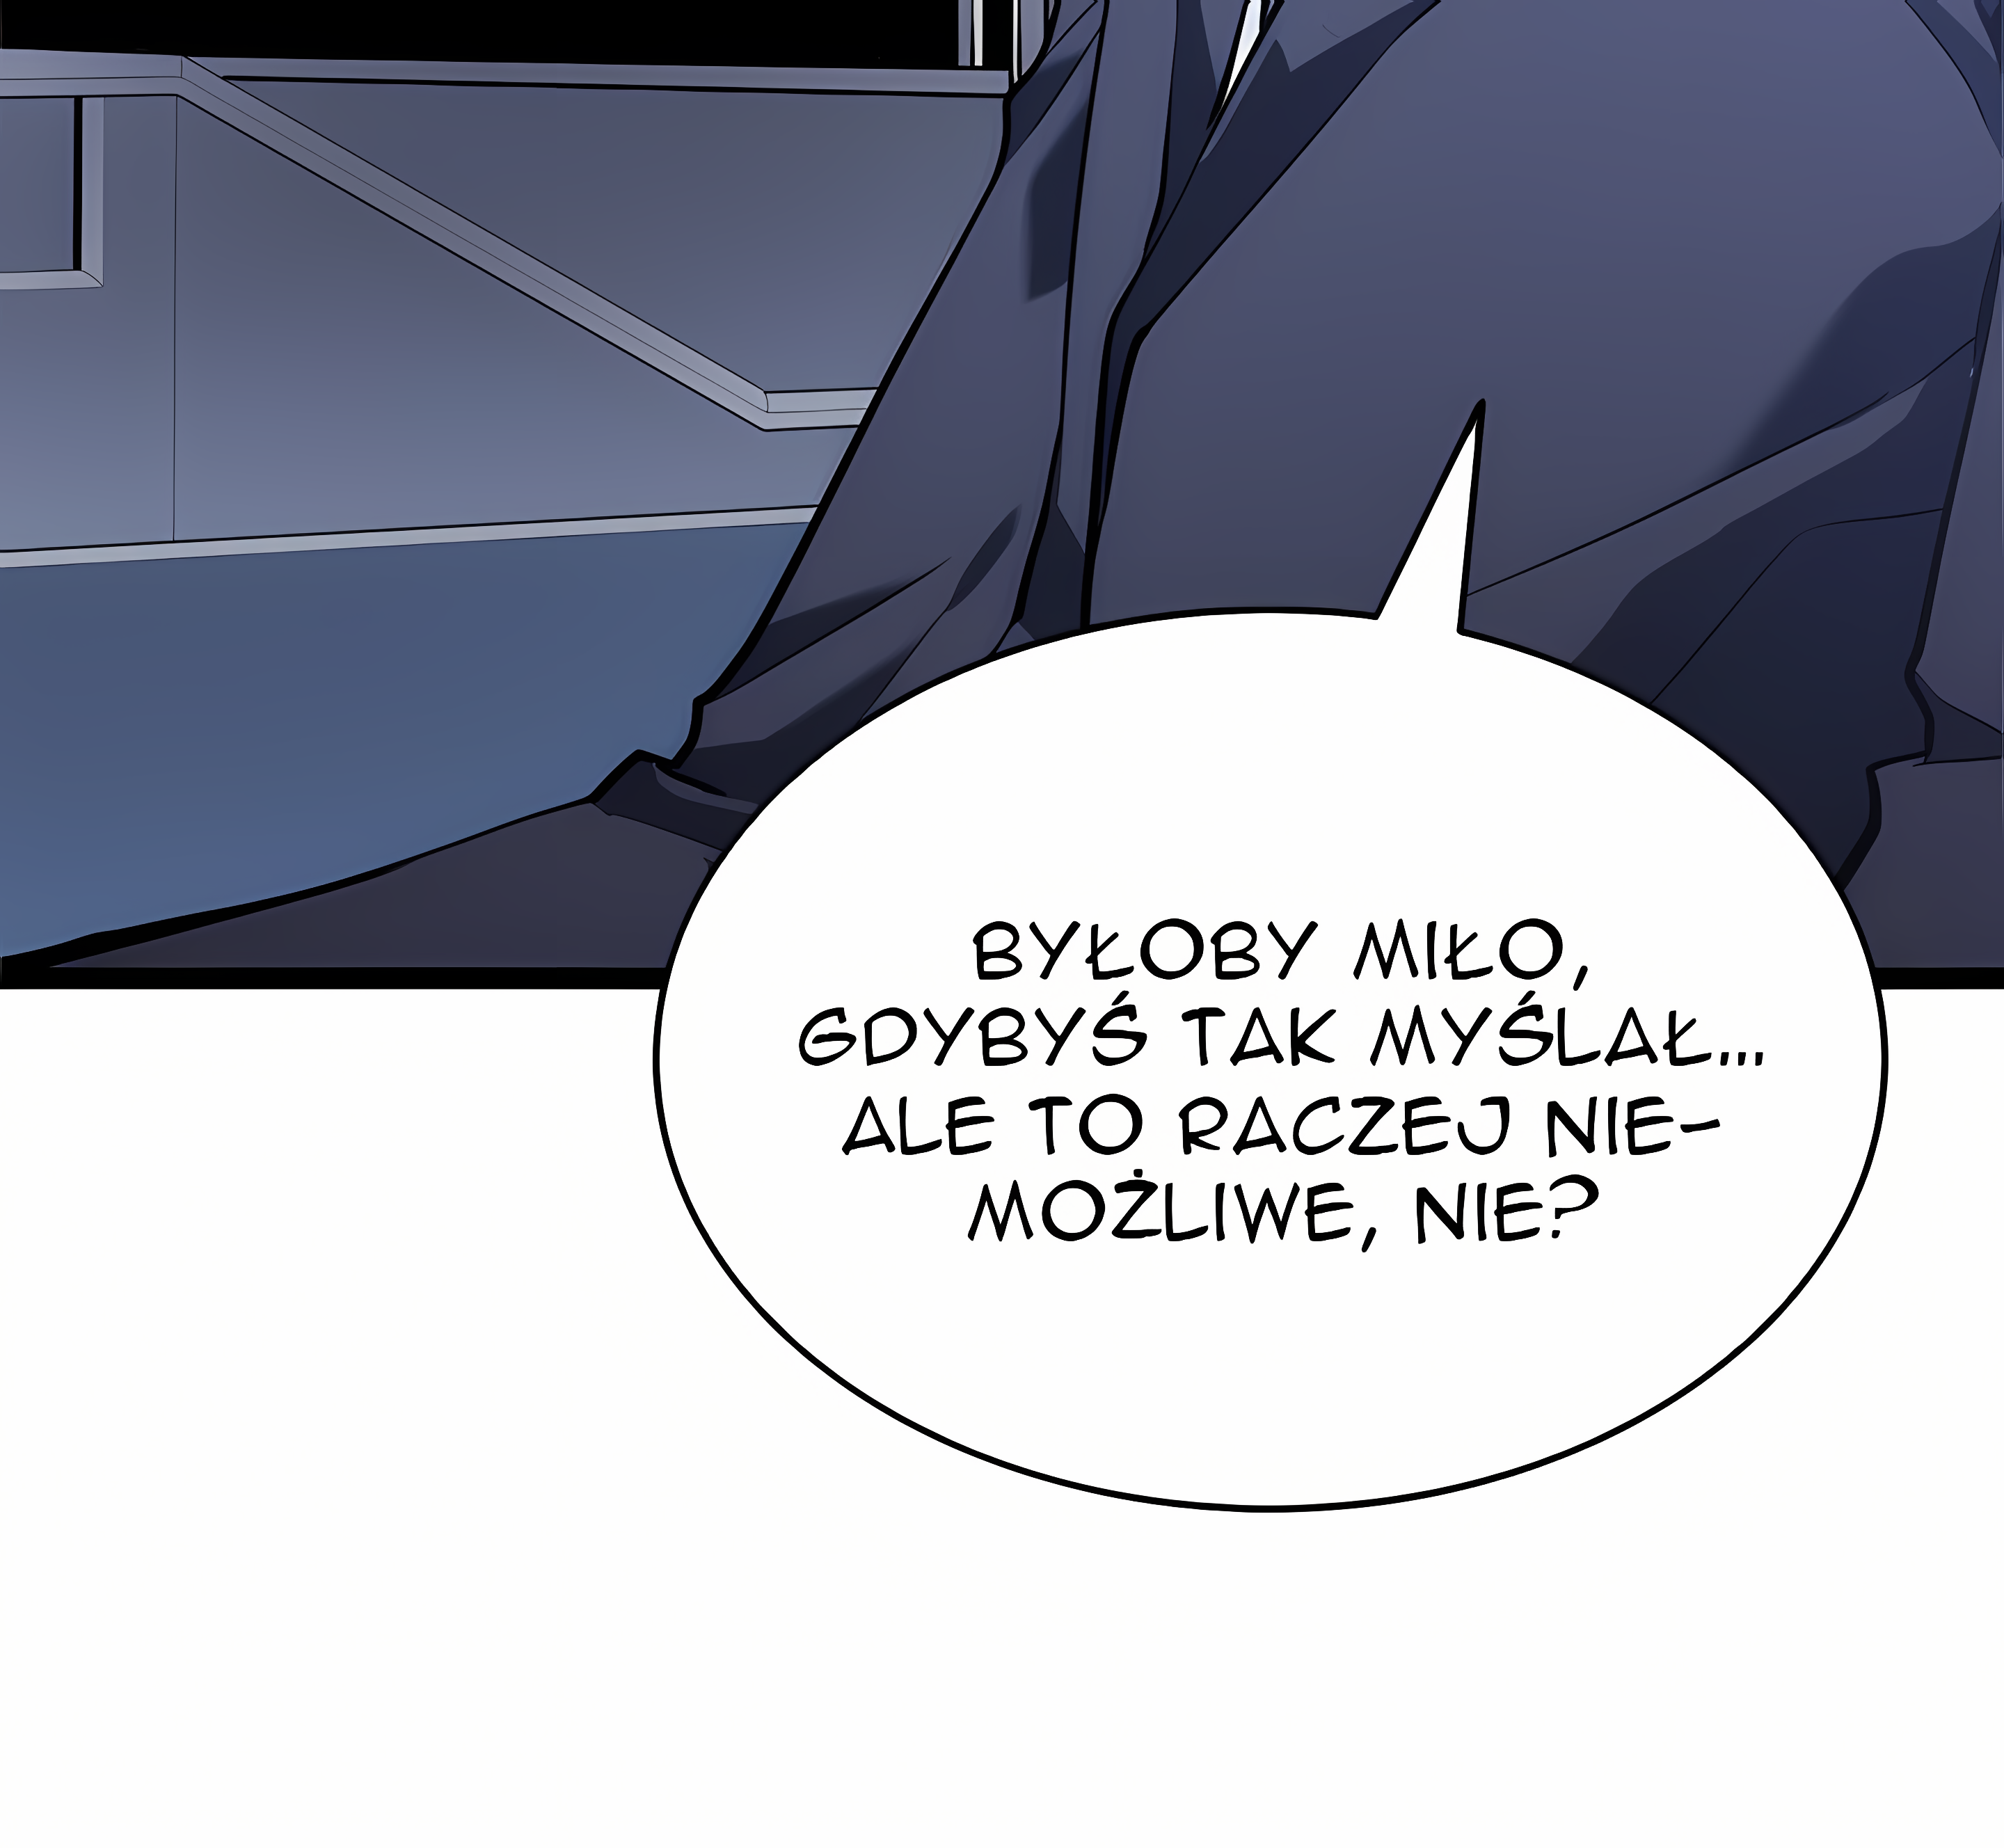 BYŁOBY MIŁO,
GDYBYŚ TAK MYŚLAŁ...
ALE TO RACZEJ NIE-
MOŻLIWE, NIE?